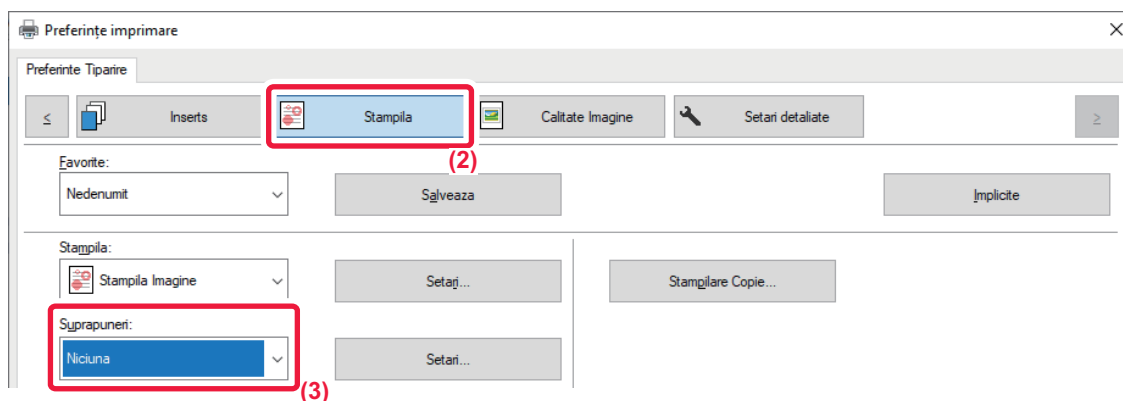 Preferințe imprimare
Preferinte Tiparire
< Inserts Stampila Calitate Imagine Setari detaliate >
(2)
Favorite:
Nedenumit Salveaza Implicite
Stampila:
Stampila Imagine Setari... Stampilare Copie...
Suprapuneri:
Niciuna Setari...
(3)